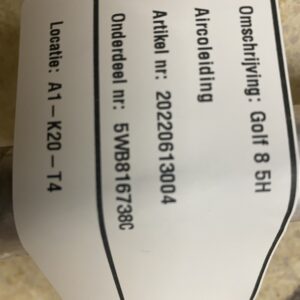 Omschrijving: Golf 8 5H
Aircoleiding
Artikel nr: 20220613004
Onderdeel nr: 5WB816738C
Locatie: A1-K20-T4